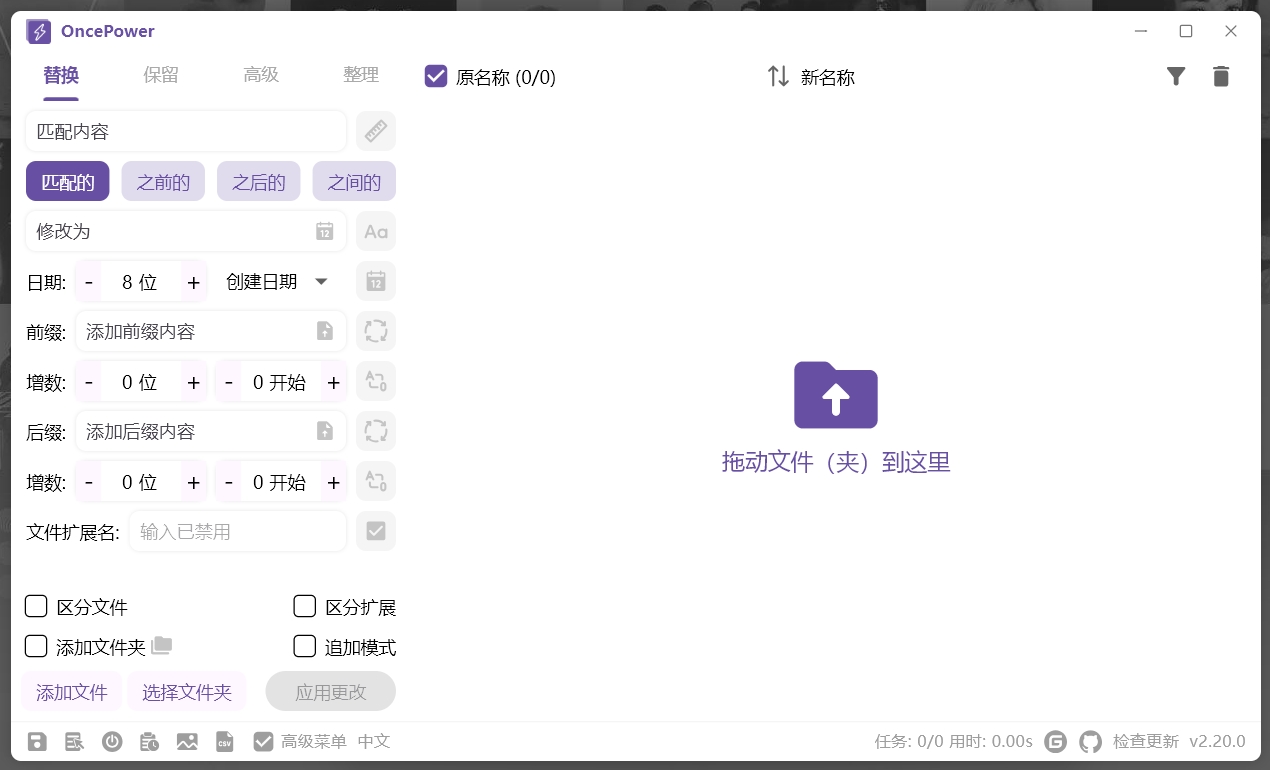 OncePower
替换 保留 高级 整理
原名称 (0/0) 新名称
匹配内容
匹配的 之前的 之后的 之间的
修改为 12 Aa
日期: - 8 位 + 创建日期 12
前缀: 添加前缀内容
增数: - 0 位 + - 0 开始 + A 0
后缀: 添加后缀内容
增数: - 0 位 + - 0 开始 + A 0
文件扩展名: 输入已禁用
拖动文件（夹）到这里
区分文件 区分扩展
添加文件夹 追加模式
添加文件 选择文件夹 应用更改
CSV 高级菜单 中文 任务: 0/0 用时: 0.00s G 检查更新 v2.20.0